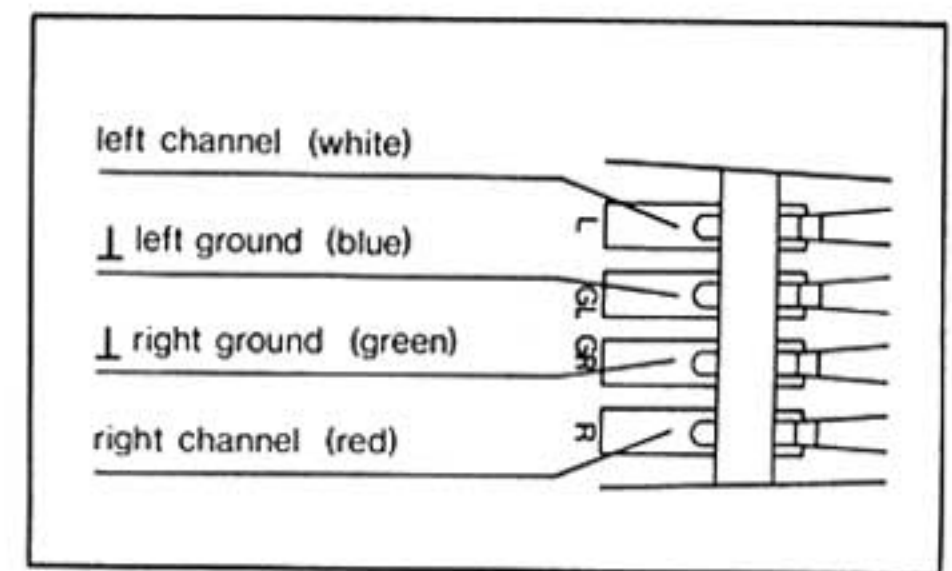 left channel (white)
L
⊥ left ground (blue)
GL
⊥ right ground (green)
GR
right channel (red)
R